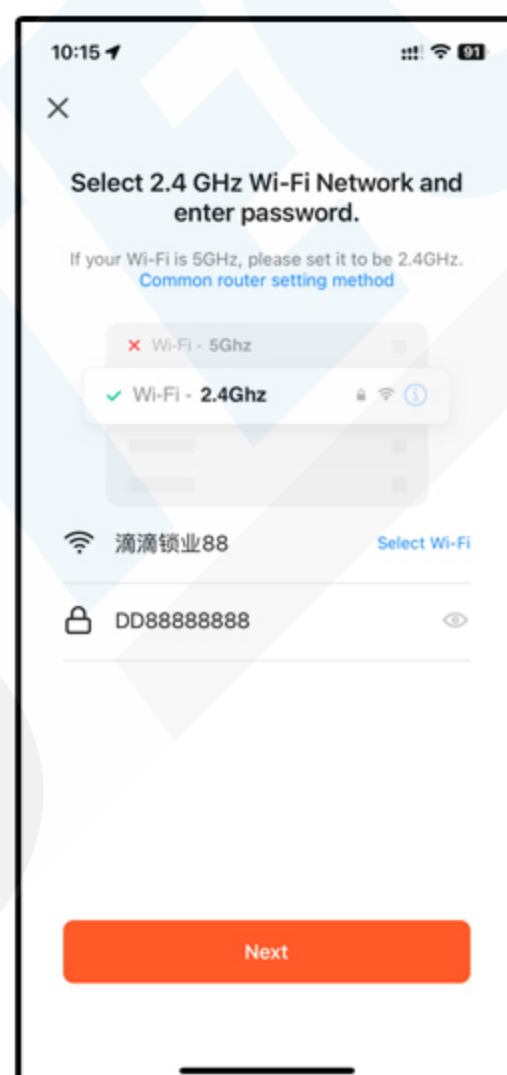 10:15
91
Select 2.4 GHz Wi-Fi Network and
enter password.
If your Wi-Fi is 5GHz, please set it to be 2.4GHz.
Common router setting method
Wi-Fi - 5Ghz
Wi-Fi - 2.4Ghz
滴滴锁业88 Select Wi-Fi
DD88888888
Next